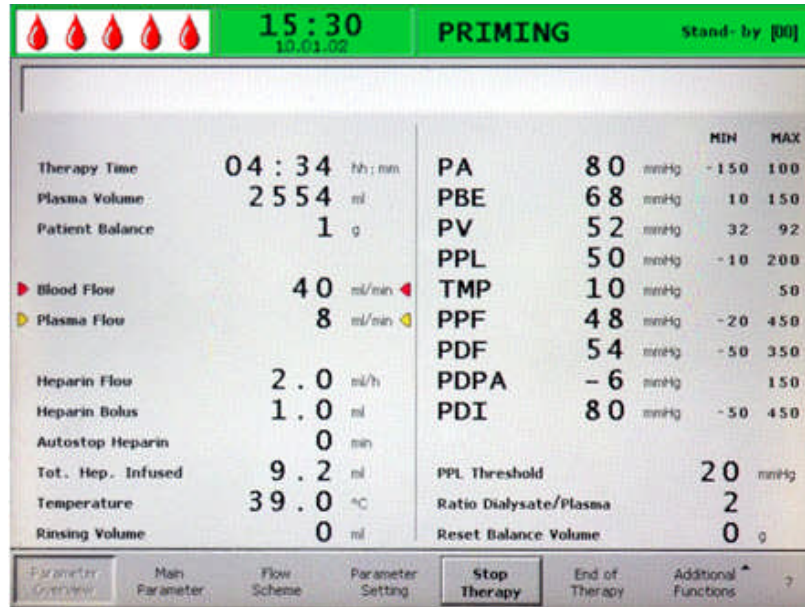 15:30
10.01.02
PRIMING
Stand-by [00]
MIN MAX
Therapy Time 04:34 hh:mm
Plasma Volume 2554 ml
Patient Balance 1 g
Blood Flow 40 ml/min
Plasma Flow 8 ml/min
Heparin Flow 2.0 ml/h
Heparin Bolus 1.0 ml
Autostop Heparin 0 min
Tot. Hep. Infused 9.2 ml
Temperature 39.0 °C
Rinsing Volume 0 ml
PA 80 mmHg -150 100
PBE 68 mmHg 10 150
PV 52 mmHg 32 92
PPL 50 mmHg -10 200
TMP 10 mmHg 50
PPF 48 mmHg -20 450
PDF 54 mmHg -50 350
PDPA -6 mmHg 150
PDI 80 mmHg -50 450
PPL Threshold 20 mmHg
Ratio Dialysate/Plasma 2
Reset Balance Volume 0 g
Parameter
Overview
Main
Parameter
Flow
Scheme
Parameter
Setting
Stop
Therapy
End of
Therapy
Additional
Functions
?